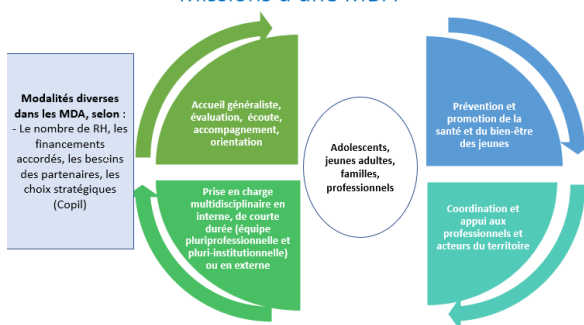 Missions d'une MDA
Modalités diverses
dans les MDA, selon :
- Le nombre de RH, les
financements
accordés, les besoins
des partenaires, les
choix stratégiques
(Copil)
Accueil généraliste,
évaluation, écoute,
accompagnement,
orientation
Prise en charge
multidisciplinaire en
interne, de courte
durée (équipe
pluriprofessionnelle et
pluri-institutionnelle)
ou en externe
Adolescents,
jeunes adultes,
familles,
professionnels
Prévention et
promotion de la
santé et du bien-être
des jeunes
Coordination et
appui aux
professionnels et
acteurs du territoire